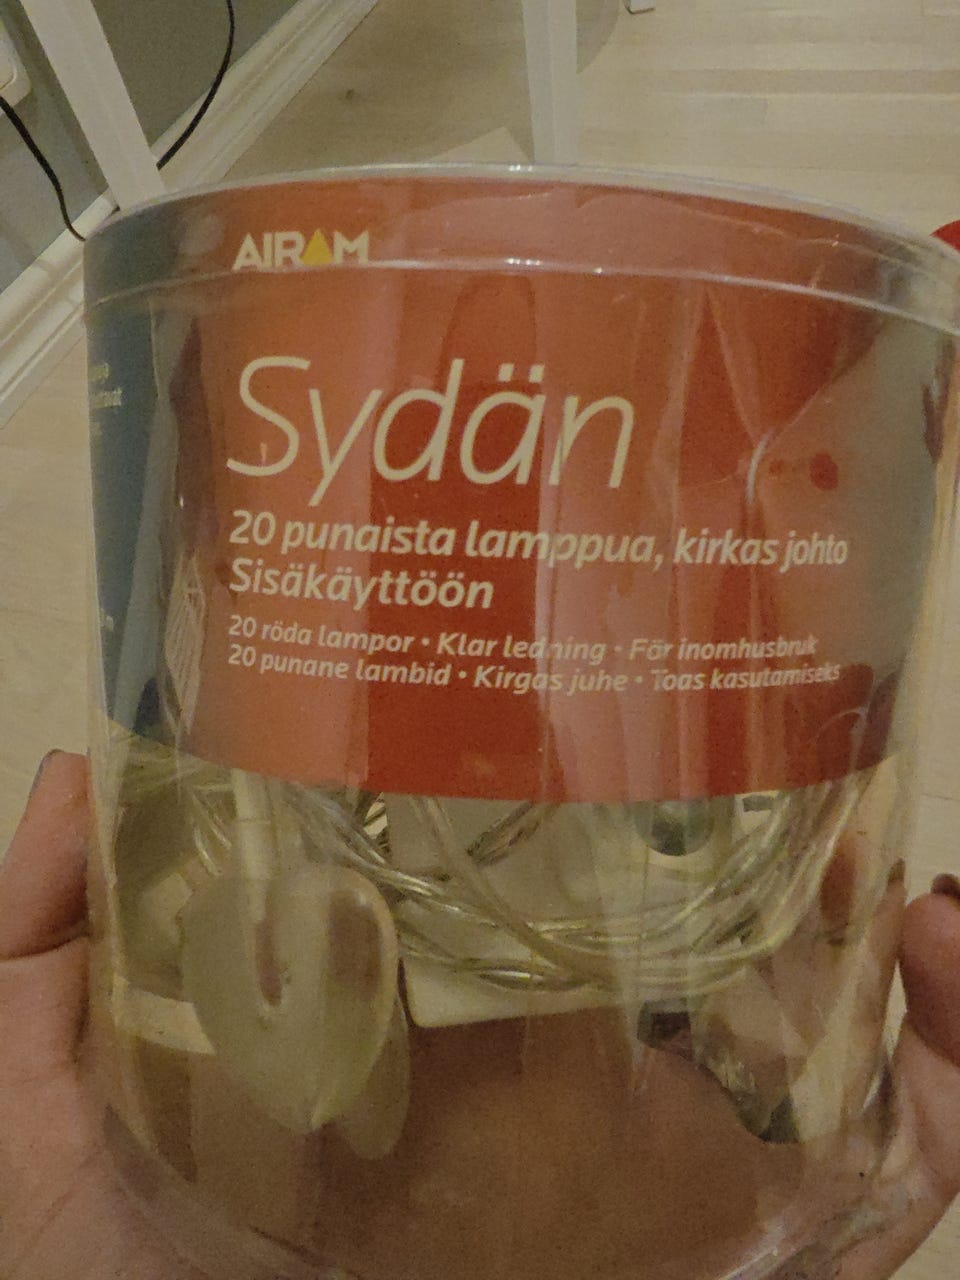 AIRAM
Sydän
20 punaista lamppua, kirkas johto
Sisäkäyttöön
20 röda lampor • Klar ledning • För inomhusbruk
20 punane lambid • Kirgas juhe • Toas kasutamiseks